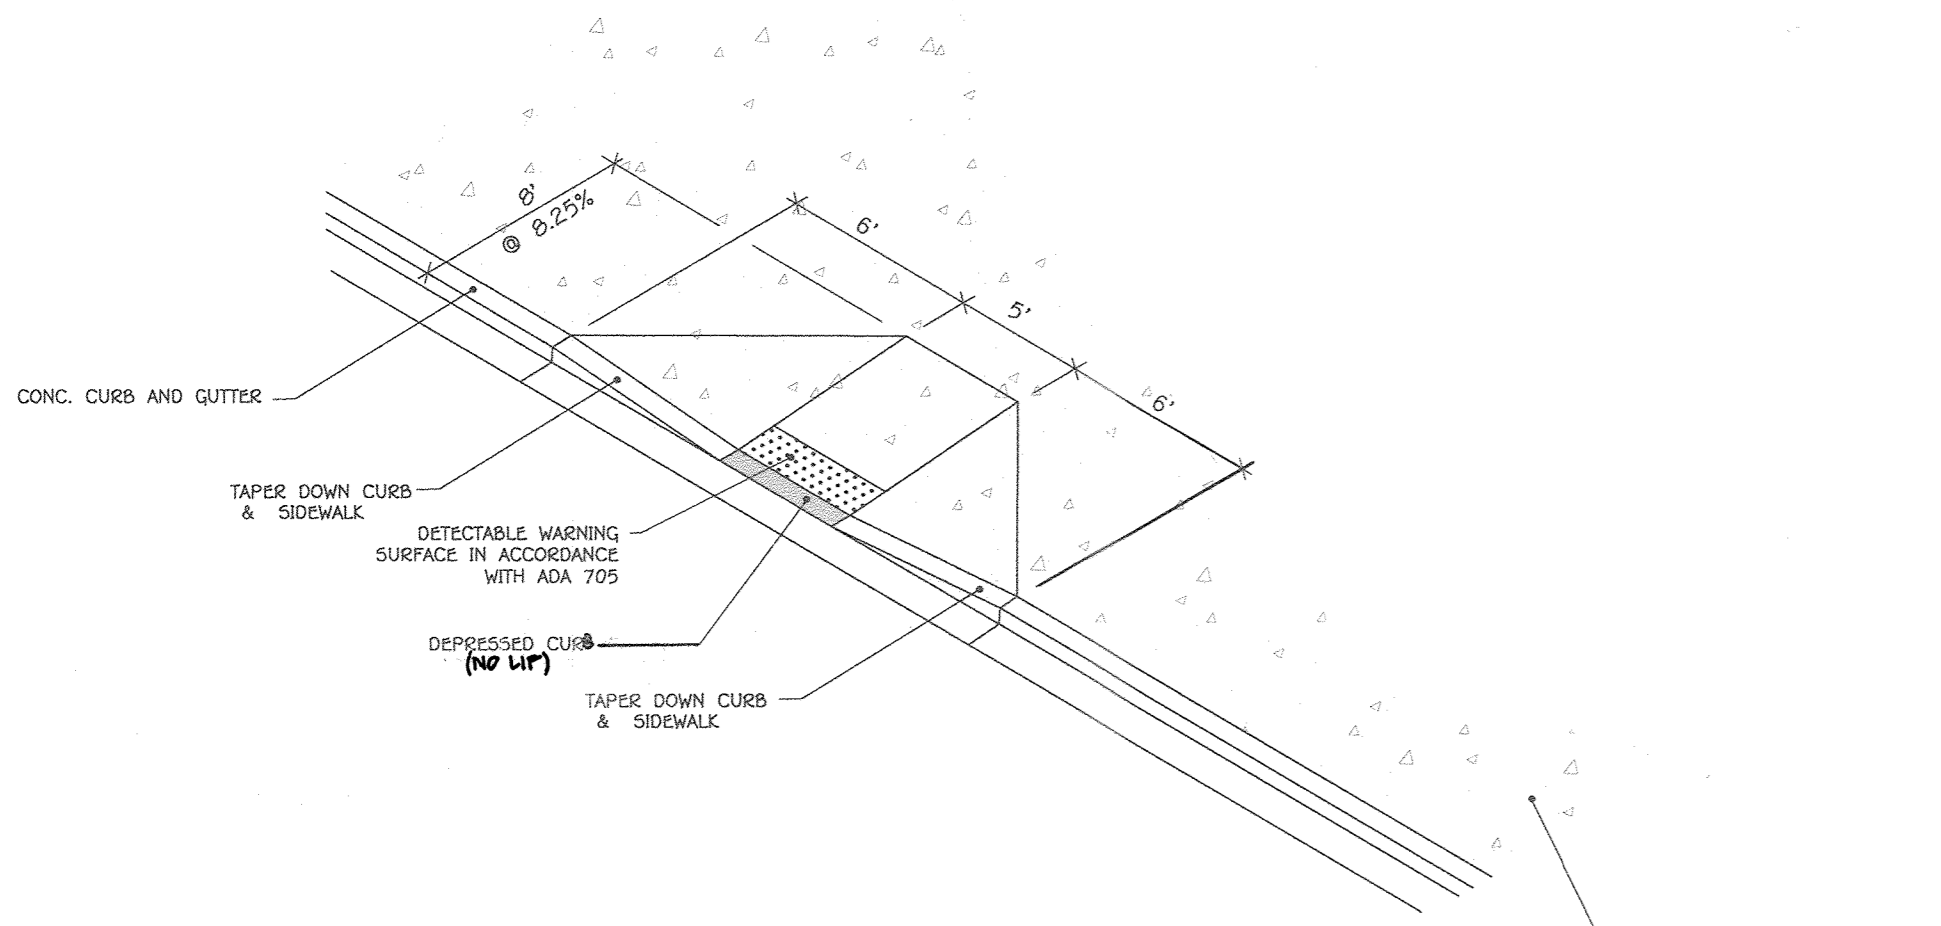 8'
@ 8.25%
6'
5'
6'
CONC. CURB AND GUTTER
TAPER DOWN CURB
& SIDEWALK
DETECTABLE WARNING
SURFACE IN ACCORDANCE
WITH ADA 705
DEPRESSED CURB
(NO LIP)
TAPER DOWN CURB
& SIDEWALK